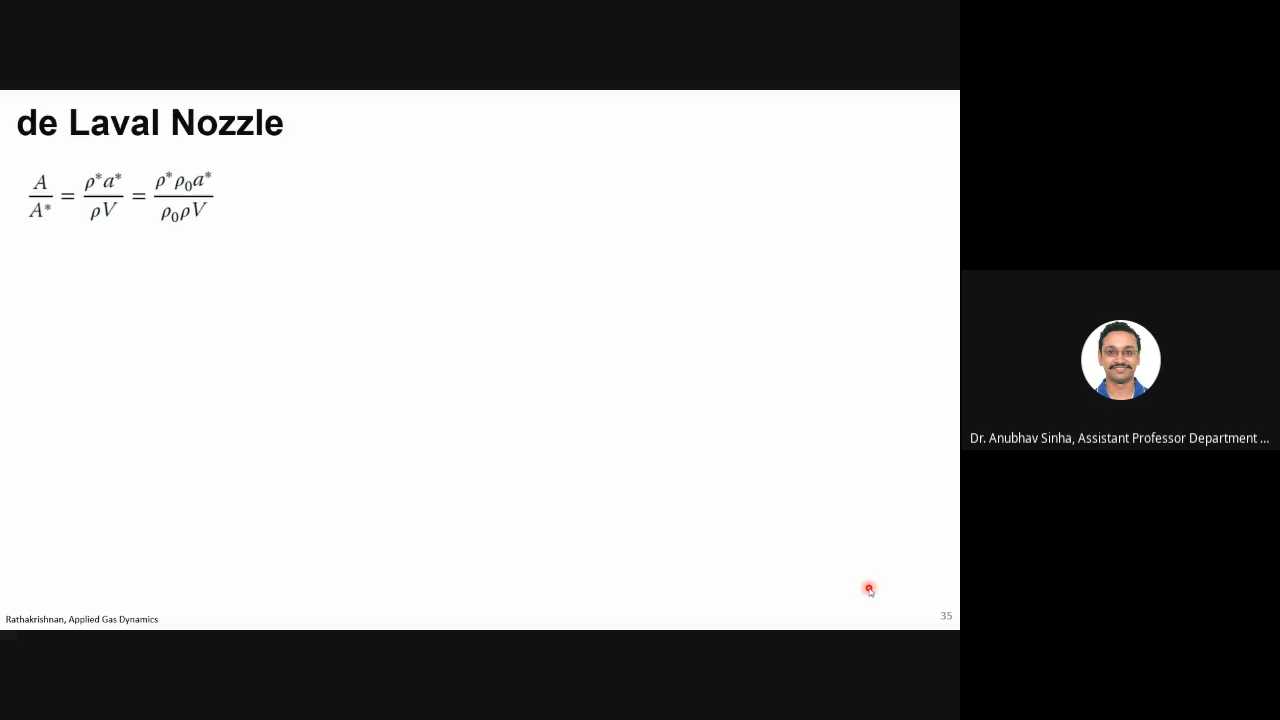 de Laval Nozzle
A/A* = ρ*a*/ρV = ρ*ρ₀a*/ρ₀ρV
Dr. Anubhav Sinha, Assistant Professor Department ...
Rathakrishnan, Applied Gas Dynamics
35